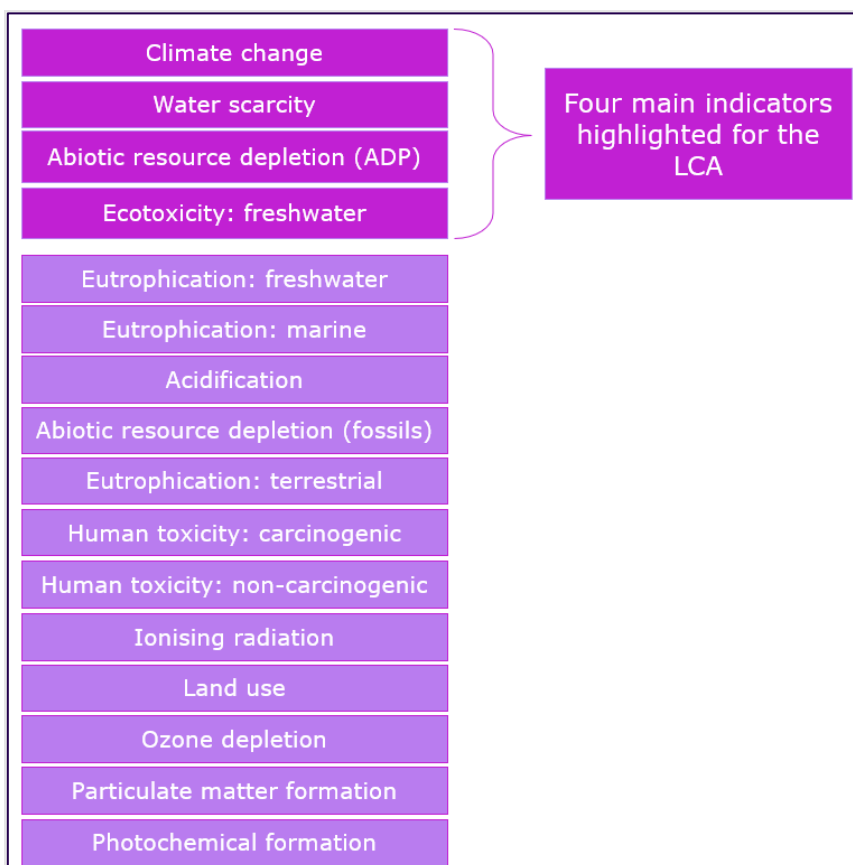 Climate change
Water scarcity
Abiotic resource depletion (ADP)
Ecotoxicity: freshwater
Four main indicators
highlighted for the
LCA
Eutrophication: freshwater
Eutrophication: marine
Acidification
Abiotic resource depletion (fossils)
Eutrophication: terrestrial
Human toxicity: carcinogenic
Human toxicity: non-carcinogenic
Ionising radiation
Land use
Ozone depletion
Particulate matter formation
Photochemical formation